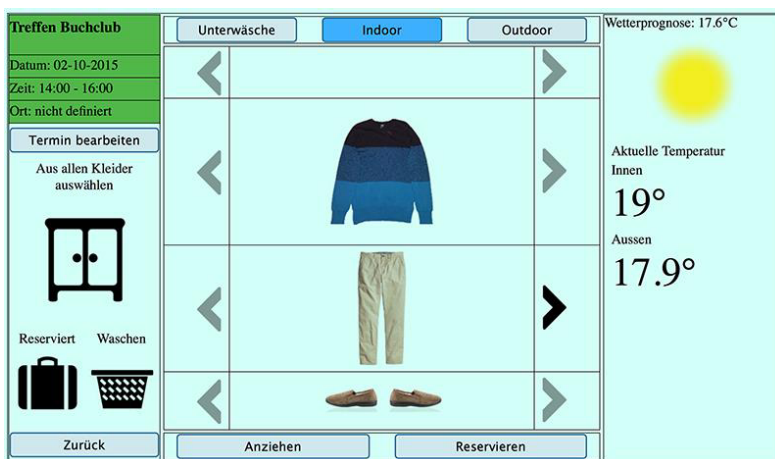 Treffen Buchclub
Datum: 02-10-2015
Zeit: 14:00 - 16:00
Ort: nicht definiert
Termin bearbeiten
Aus allen Kleider
auswählen
Reserviert
Waschen
Zurück
Unterwäsche
Indoor
Outdoor
Anziehen
Reservieren
Wetterprognose: 17.6°C
Aktuelle Temperatur
Innen
19°
Aussen
17.9°